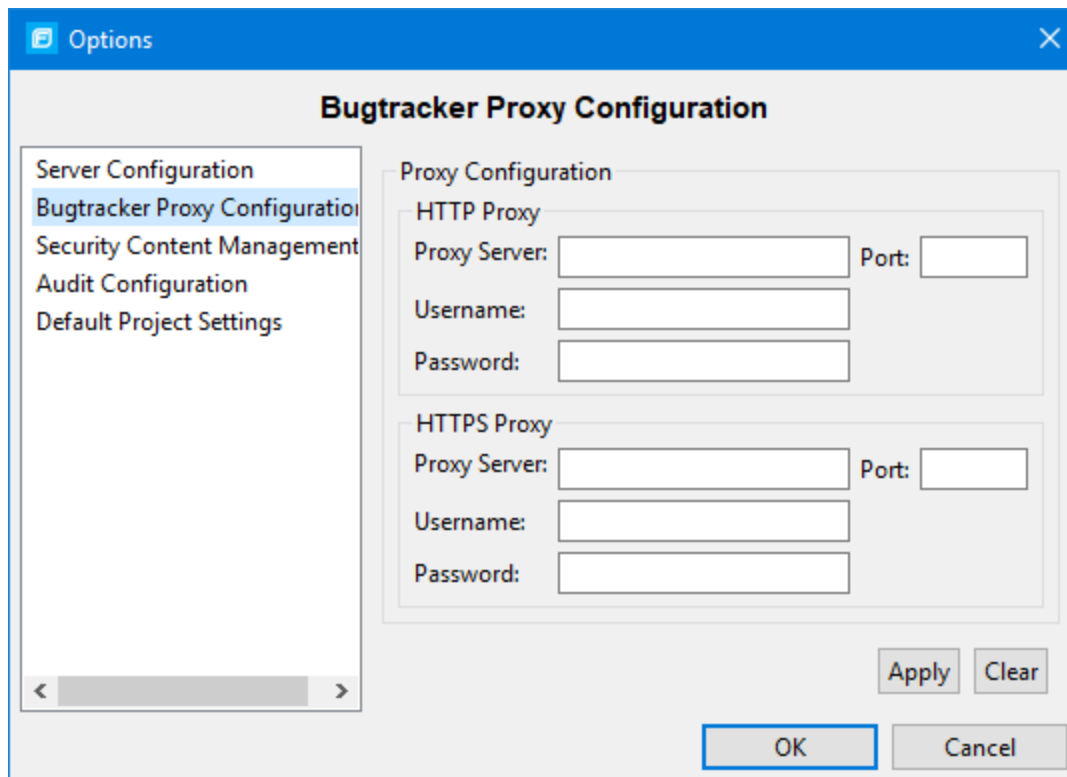 Options
Bugtracker Proxy Configuration
Server Configuration
Bugtracker Proxy Configuration
Security Content Management
Audit Configuration
Default Project Settings
Proxy Configuration
HTTP Proxy
Proxy Server: Port:
Username:
Password:
HTTPS Proxy
Proxy Server: Port:
Username:
Password:
Apply Clear
OK Cancel